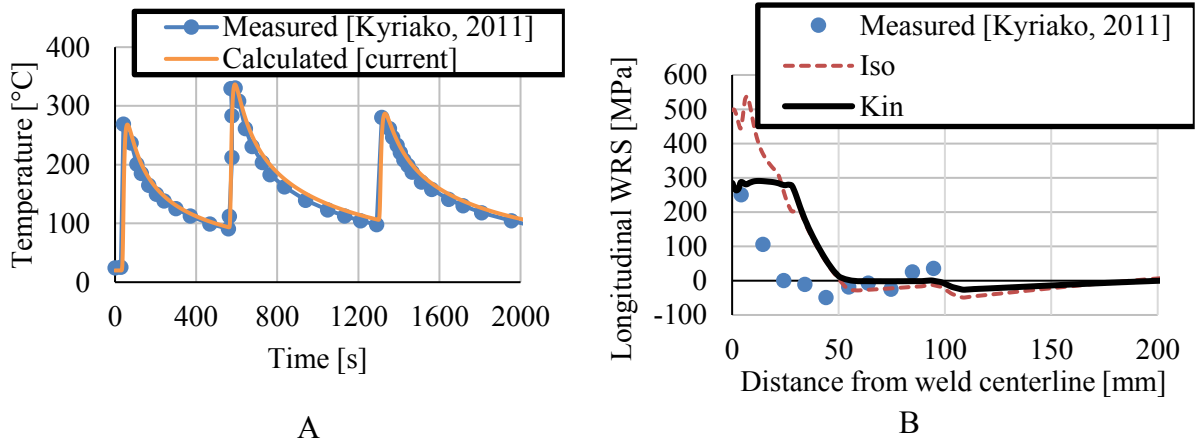 Measured [Kyriako, 2011]
Calculated [current]
400
300
200
100
0
0
400
800
1200
1600
2000
Temperature [°C]
Time [s]
A
Measured [Kyriako, 2011]
Iso
Kin
600
500
400
300
200
100
0
-100
0
50
100
150
200
Longitudinal WRS [MPa]
Distance from weld centerline [mm]
B